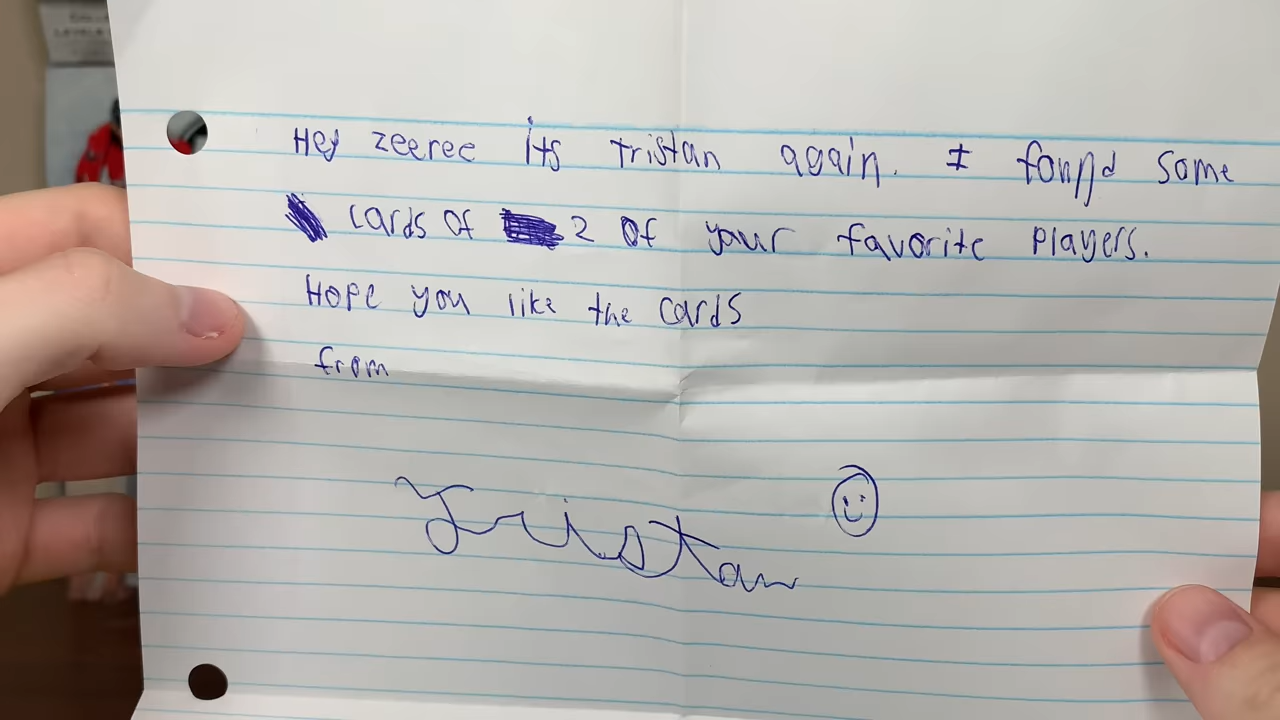 Hey zeeree its tristan again. I found some
cards of 2 of your favorite players.
Hope you like the cards
from
Tristan